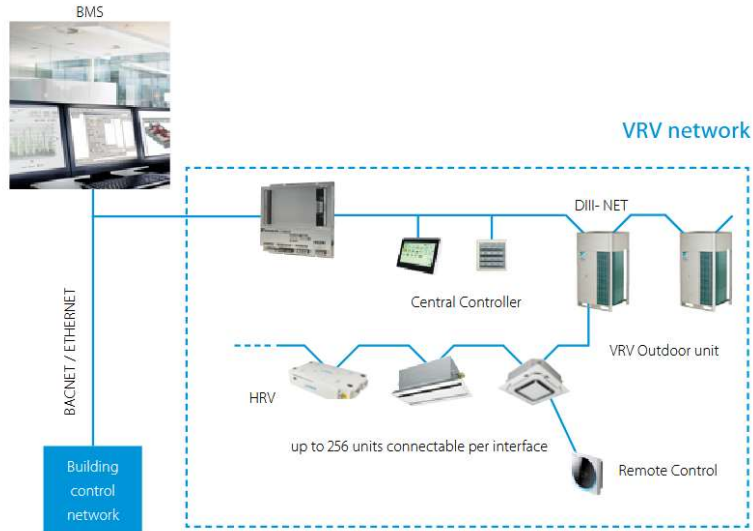 BMS
VRV network
DIII- NET
Central Controller
VRV Outdoor unit
BACNET / ETHERNET
HRV
up to 256 units connectable per interface
Remote Control
Building
control
network